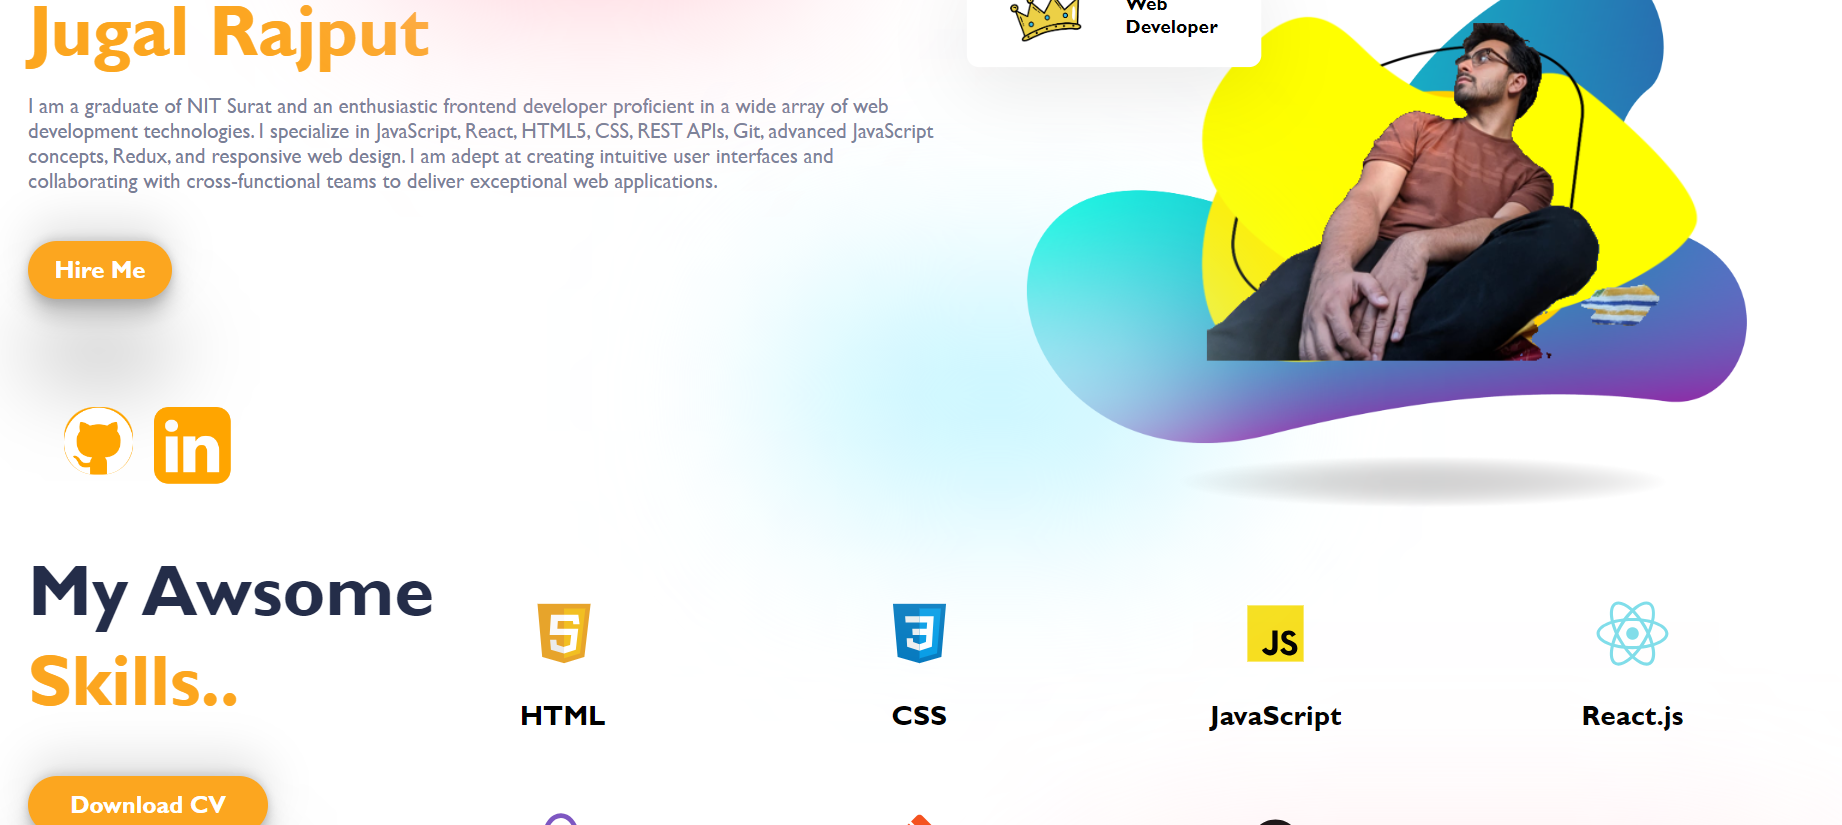 Jugal Rajput
Web
Developer
I am a graduate of NIT Surat and an enthusiastic frontend developer proficient in a wide array of web
development technologies. I specialize in JavaScript, React, HTML5, CSS, REST APIs, Git, advanced JavaScript
concepts, Redux, and responsive web design. I am adept at creating intuitive user interfaces and
collaborating with cross-functional teams to deliver exceptional web applications.
Hire Me
in
My Awsome
Skills..
5
3
JS
HTML
CSS
JavaScript
React.js
Download CV